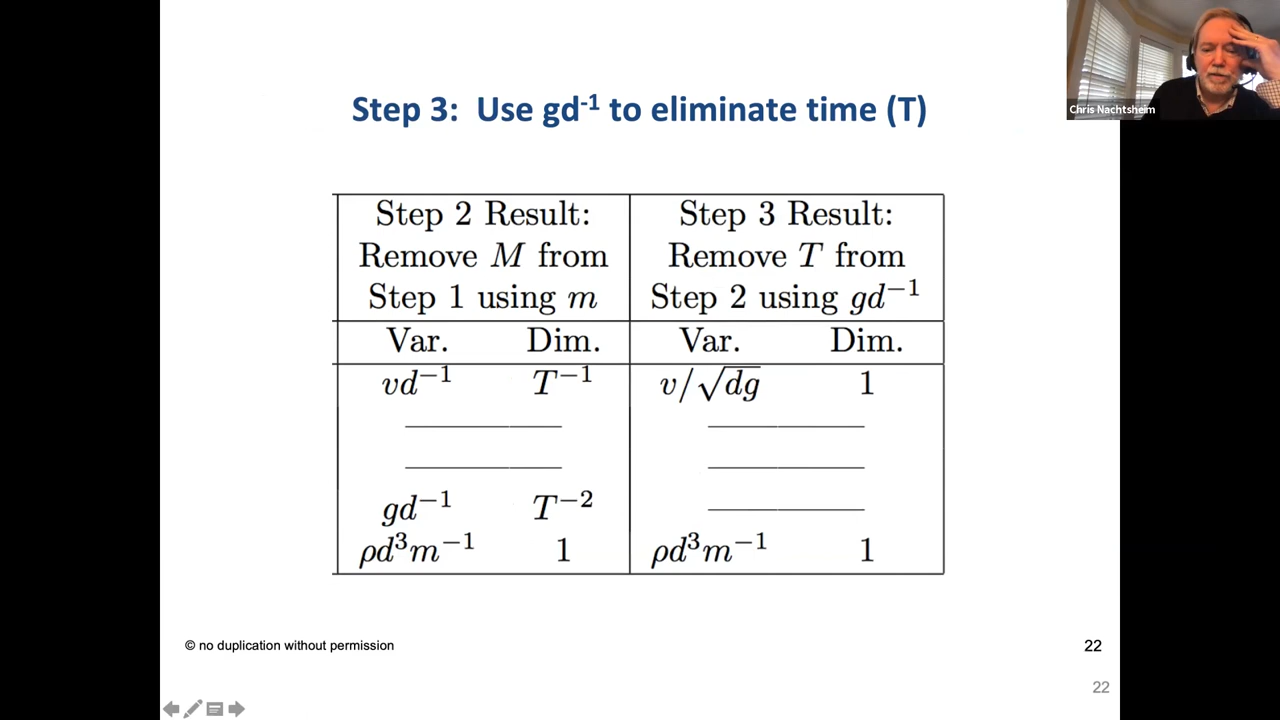 Chris Nachtsheim
Step 3: Use gd⁻¹ to eliminate time (T)
Step 2 Result: Step 3 Result:
Remove M from Remove T from
Step 1 using m Step 2 using gd⁻¹
Var. Dim. Var. Dim.
vd⁻¹ T⁻¹ v/√dg 1
gd⁻¹ T⁻²
ρd³m⁻¹ 1 ρd³m⁻¹ 1
© no duplication without permission
22
22